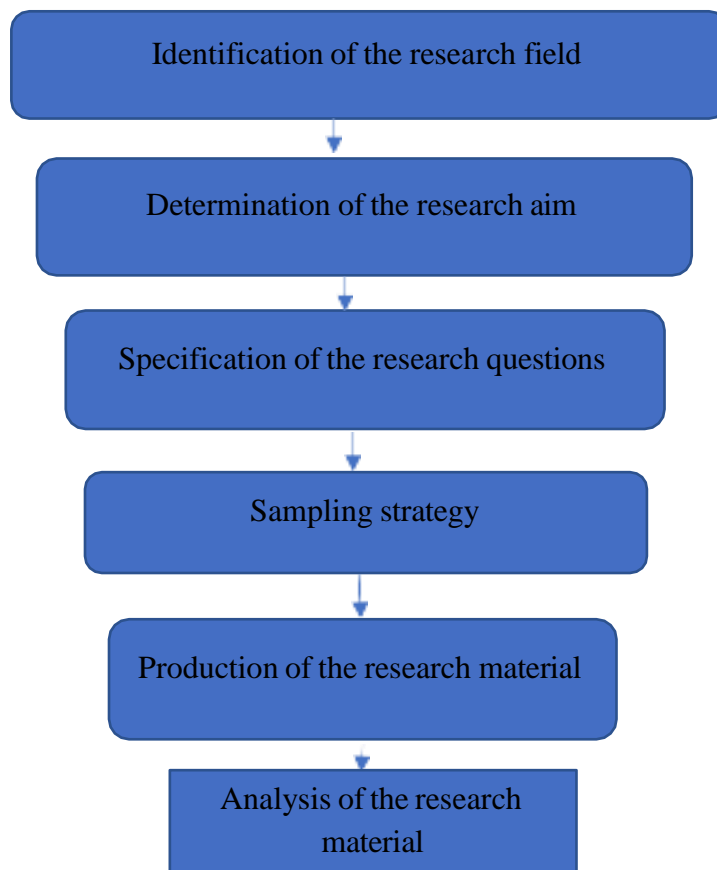 Identification of the research field
Determination of the research aim
Specification of the research questions
Sampling strategy
Production of the research material
Analysis of the research
material